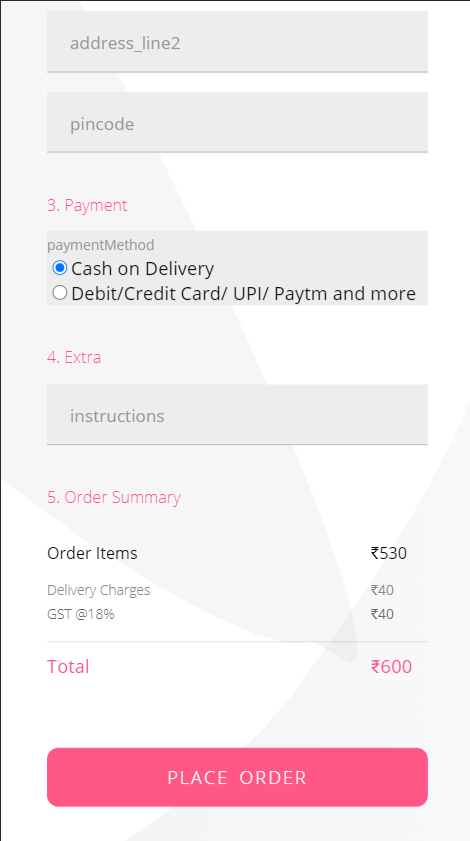 address_line2
pincode
3. Payment
paymentMethod
Cash on Delivery
Debit/Credit Card/ UPI/ Paytm and more
4. Extra
instructions
5. Order Summary
Order Items ₹530
Delivery Charges ₹40
GST @18% ₹40
Total ₹600
PLACE ORDER